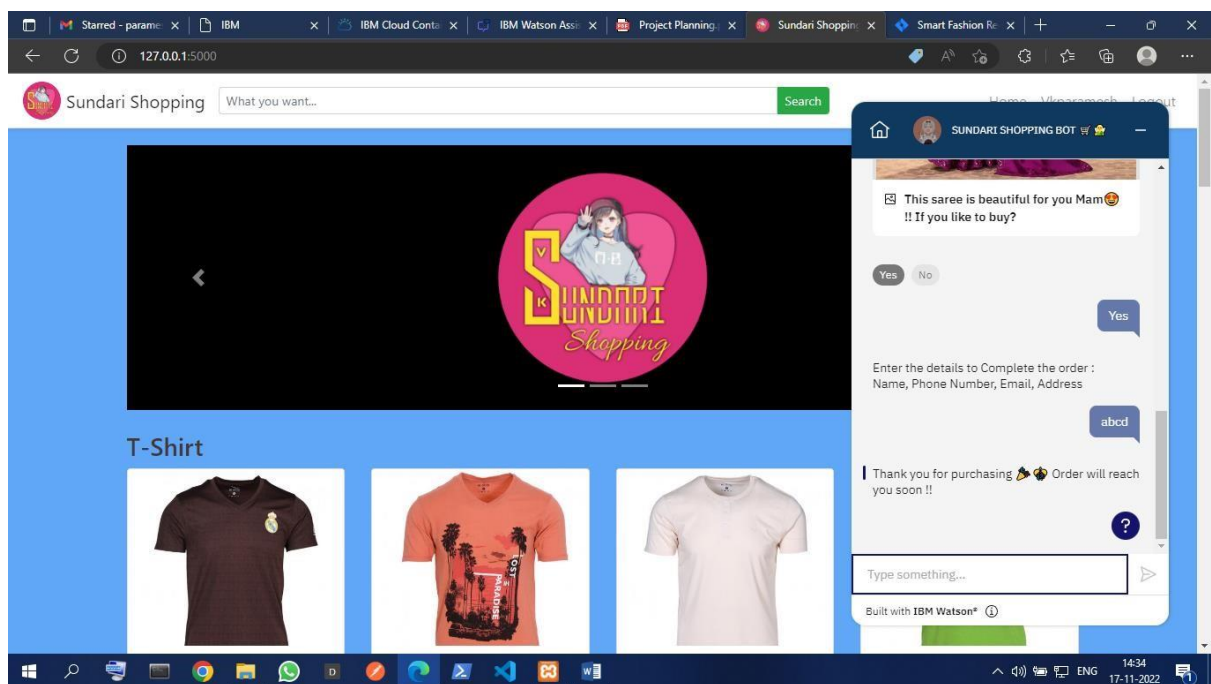 Starred - parame
IBM
IBM Cloud Conta
IBM Watson Assi
Project Planning.
Sundari Shopping
Smart Fashion Re
127.0.0.1:5000
Sundari Shopping
What you want...
Search
Home Vkparamesh Logout
SUNDARI SHOPPING BOT
This saree is beautiful for you Mam
!! If you like to buy?
Yes No
Yes
Enter the details to Complete the order :
Name, Phone Number, Email, Address
abcd
Thank you for purchasing Order will reach
you soon !!
?
Type something...
Built with IBM Watson®
V
K
SUNDARI
Shopping
T-Shirt
LOST
PARADISE
ENG
14:34
17-11-2022